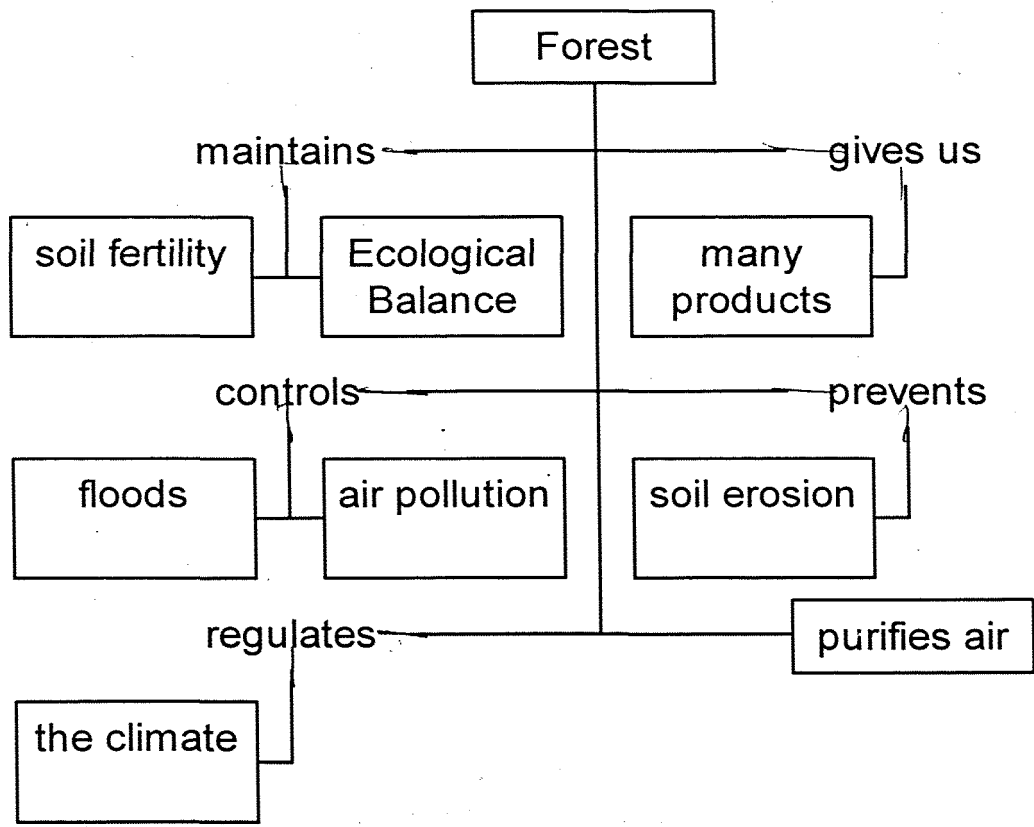 Forest
maintains
gives us
soil fertility
Ecological
Balance
many
products
controls
prevents
floods
air pollution
soil erosion
regulates
purifies air
the climate